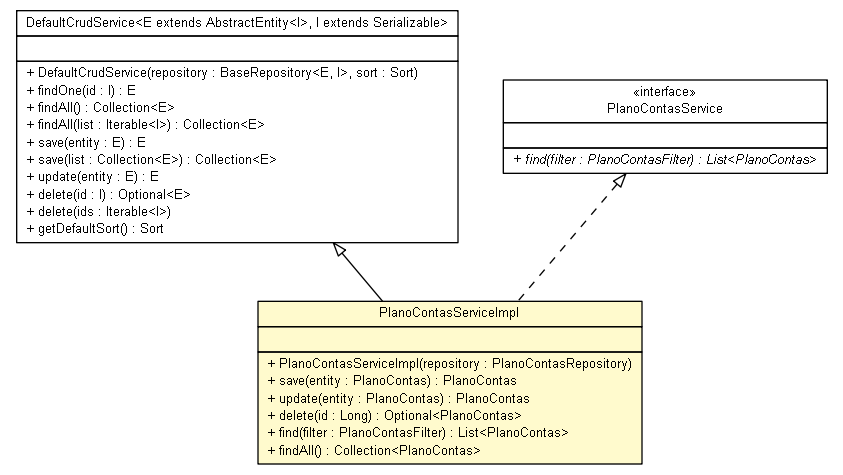 DefaultCrudService<E extends AbstractEntity<I>, I extends Serializable>
+ DefaultCrudService(repository : BaseRepository<E, I>, sort : Sort)
+ findOne(id : I) : E
+ findAll() : Collection<E>
+ findAll(list : Iterable<I>) : Collection<E>
+ save(entity : E) : E
+ save(list : Collection<E>) : Collection<E>
+ update(entity : E) : E
+ delete(id : I) : Optional<E>
+ delete(ids : Iterable<I>)
+ getDefaultSort() : Sort
«interface»
PlanoContasService
+ find(filter : PlanoContasFilter) : List<PlanoContas>
PlanoContasServiceImpl
+ PlanoContasServiceImpl(repository : PlanoContasRepository)
+ save(entity : PlanoContas) : PlanoContas
+ update(entity : PlanoContas) : PlanoContas
+ delete(id : Long) : Optional<PlanoContas>
+ find(filter : PlanoContasFilter) : List<PlanoContas>
+ findAll() : Collection<PlanoContas>